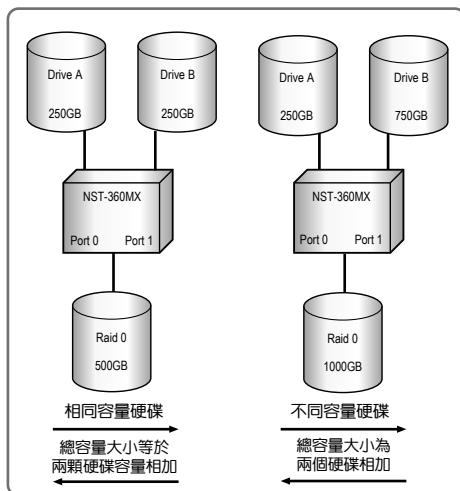 Drive A
250GB
Drive B
250GB
NST-360MX
Port 0
Port 1
Raid 0
500GB
相同容量硬碟
總容量大小等於
兩顆硬碟容量相加
Drive A
250GB
Drive B
750GB
NST-360MX
Port 0
Port 1
Raid 0
1000GB
不同容量硬碟
總容量大小為
兩個硬碟相加